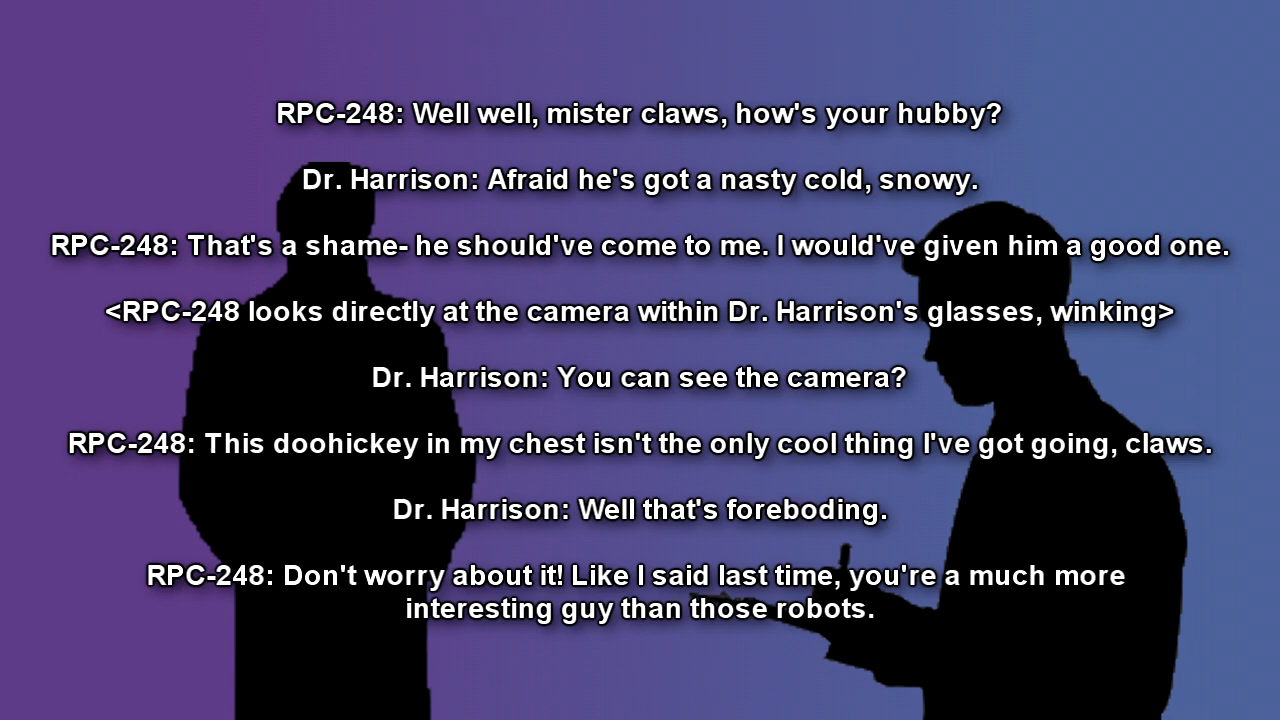 RPC-248: Well well, mister claws, how's your hubby?
Dr. Harrison: Afraid he's got a nasty cold, snowy.
RPC-248: That's a shame- he should've come to me. I would've given him a good one.
<RPC-248 looks directly at the camera within Dr. Harrison's glasses, winking>
Dr. Harrison: You can see the camera?
RPC-248: This doohickey in my chest isn't the only cool thing I've got going, claws.
Dr. Harrison: Well that's foreboding.
RPC-248: Don't worry about it! Like I said last time, you're a much more
interesting guy than those robots.